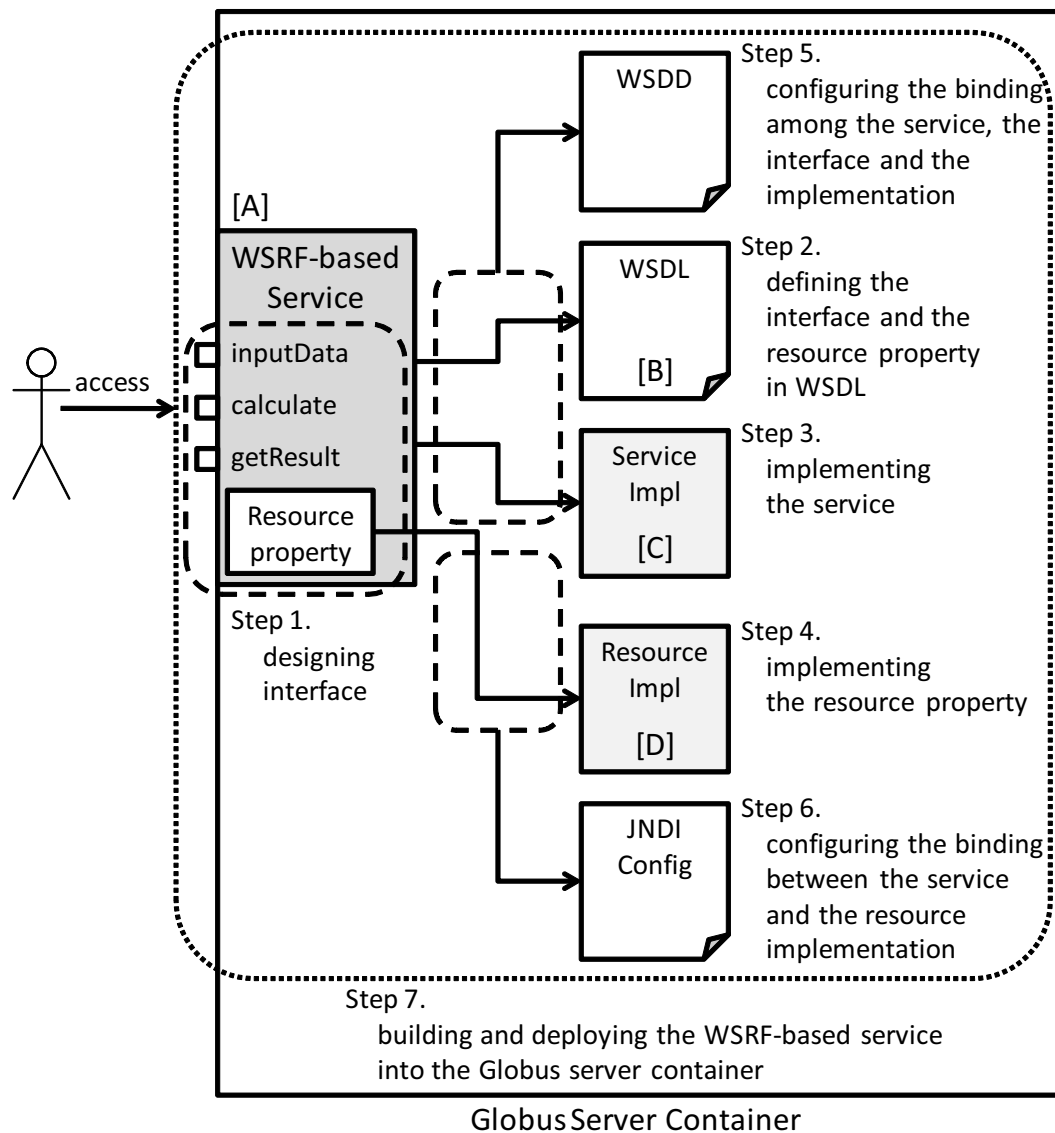 WSDD
Step 5.
configuring the binding
among the service, the
interface and the
implementation
[A]
WSRF-based
Service
inputData
calculate
getResult
Resource
property
access
WSDL
[B]
Step 2.
defining the
interface and the
resource property
in WSDL
Service
Impl
[C]
Step 3.
implementing
the service
Step 1.
designing
interface
Resource
Impl
[D]
Step 4.
implementing
the resource property
JNDI
Config
Step 6.
configuring the binding
between the service
and the resource
implementation
Step 7.
building and deploying the WSRF-based service
into the Globus server container
Globus Server Container